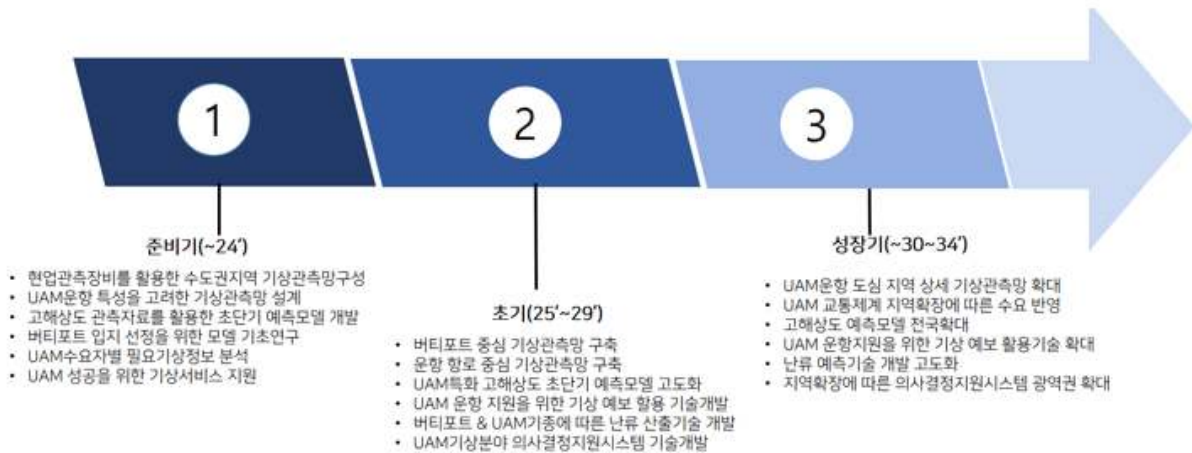 1
2
3
준비기(~24')
• 현업관측장비를 활용한 수도권지역 기상관측망구성
• UAM운항 특성을 고려한 기상관측망 설계
• 고해상도 관측자료를 활용한 초단기 예측모델 개발
• 버티포트 입지 선정을 위한 모델 기초연구
• UAM수요자별 필요기상정보 분석
• UAM 성공을 위한 기상서비스 지원
초기(25'~29')
• 버티포트 중심 기상관측망 구축
• 운항 항로 중심 기상관측망 구축
• UAM특화 고해상도 초단기 예측모델 고도화
• UAM 운항 지원을 위한 기상 예보 할용 기술개발
• 버티포트 & UAM기종에 따른 난류 산출기술 개발
• UAM기상분야 의사결정지원시스템 기술개발
성장기(~30~34')
• UAM운항 도심 지역 상세 기상관측망 확대
• UAM 교통체계 지역확장에 따른 수요 반영
• 고해상도 예측모델 전국확대
• UAM 운항지원을 위한 기상 예보 활용기술 확대
• 난류 예측기술 개발 고도화
• 지역확장에 따른 의사결정지원시스템 광역권 확대